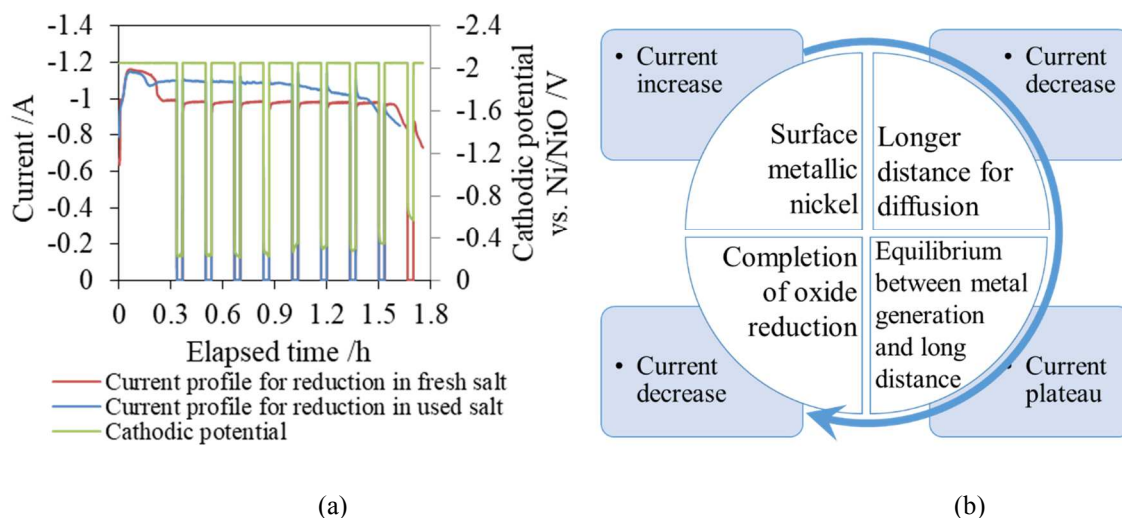 -1.4
-1.2
-1
-0.8
-0.6
-0.4
-0.2
0
Current /A
-2.4
-2
-1.6
-1.2
-0.8
-0.4
0
Cathodic potential
vs. Ni/NiO /V
0 0.3 0.6 0.9 1.2 1.5 1.8
Elapsed time /h
Current profile for reduction in fresh salt
Current profile for reduction in used salt
Cathodic potential
(a)
• Current
increase
• Current
decrease
Surface
metallic
nickel
Longer
distance for
diffusion
Completion
of oxide
reduction
Equilibrium
between metal
generation
and long
distance
• Current
decrease
• Current
plateau
(b)